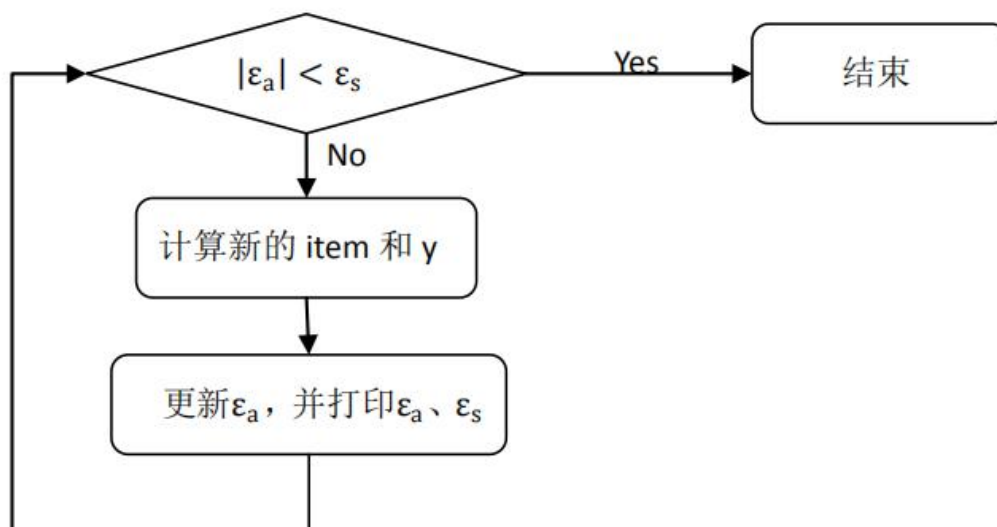 |εₐ| < εₛ
Yes
结束
No
计算新的 item 和 y
更新εₐ，并打印εₐ、εₛ